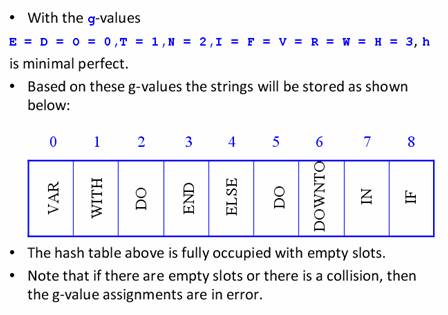 • With the g-values
E = D = O = 0,T = 1,N = 2,I = F = V = R = W = H = 3, h
is minimal perfect.
• Based on these g-values the strings will be stored as shown
below:
0 1 2 3 4 5 6 7 8
VAR WITH DO END ELSE DO DOWNTO IN IF
• The hash table above is fully occupied with empty slots.
• Note that if there are empty slots or there is a collision, then
the g-value assignments are in error.